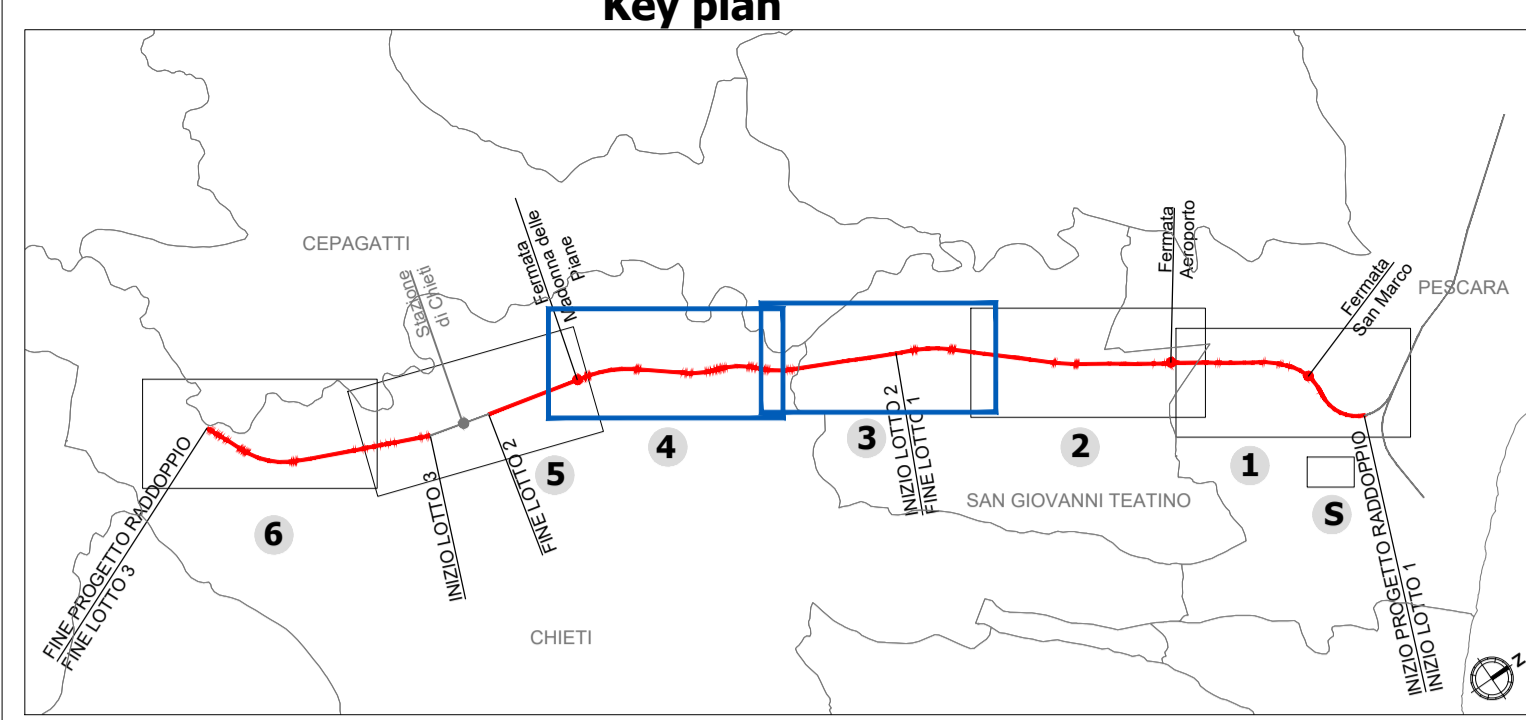 Key plan
CEPAGATTI
Stazione
di Chieti
Fermata
Madonna delle
Piane
Fermata
Aeroporto
Fermata
San Marco
PESCARA
6
5
4
3
2
1
S
FINE PROGETTO RADDOPPIO
FINE LOTTO 3
INIZIO LOTTO 3
FINE LOTTO 2
INIZIO LOTTO 2
FINE LOTTO 1
SAN GIOVANNI TEATINO
INIZIO PROGETTO RADDOPPIO
INIZIO LOTTO 1
CHIETI
N